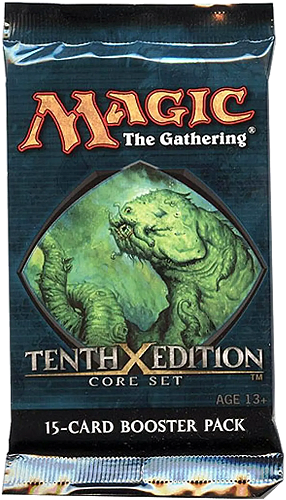 MAGIC
The Gathering®
TENTH X EDITION
CORE SET ™
AGE 13+
15-CARD BOOSTER PACK